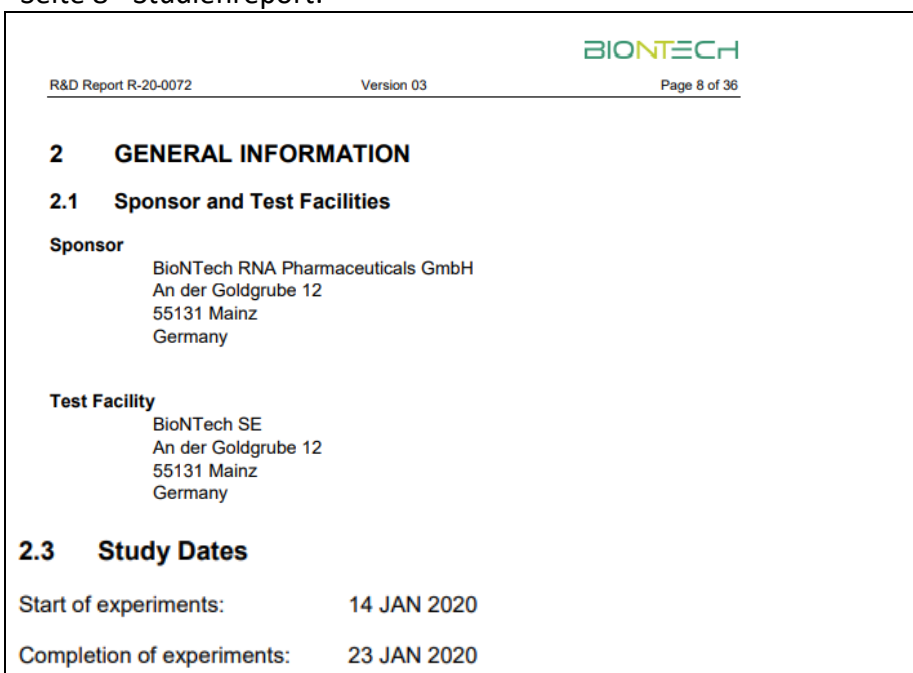 Seite 8 - Studienreport:
BIONTECH
R&D Report R-20-0072 Version 03 Page 8 of 36
2 GENERAL INFORMATION
2.1 Sponsor and Test Facilities
Sponsor
BioNTech RNA Pharmaceuticals GmbH
An der Goldgrube 12
55131 Mainz
Germany
Test Facility
BioNTech SE
An der Goldgrube 12
55131 Mainz
Germany
2.3 Study Dates
Start of experiments: 14 JAN 2020
Completion of experiments: 23 JAN 2020